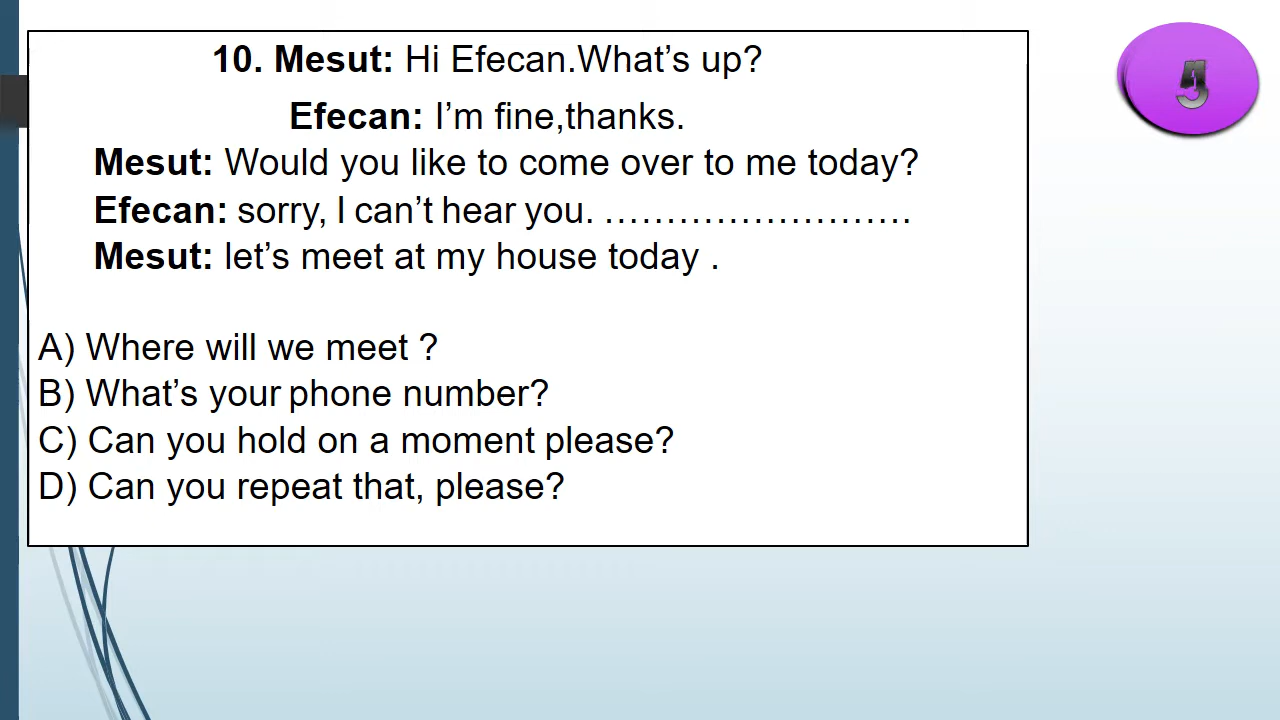 10. Mesut: Hi Efecan.What’s up?
Efecan: I’m fine,thanks.
Mesut: Would you like to come over to me today?
Efecan: sorry, I can’t hear you. ……………………….
Mesut: let’s meet at my house today .
A) Where will we meet ?
B) What’s your phone number?
C) Can you hold on a moment please?
D) Can you repeat that, please?